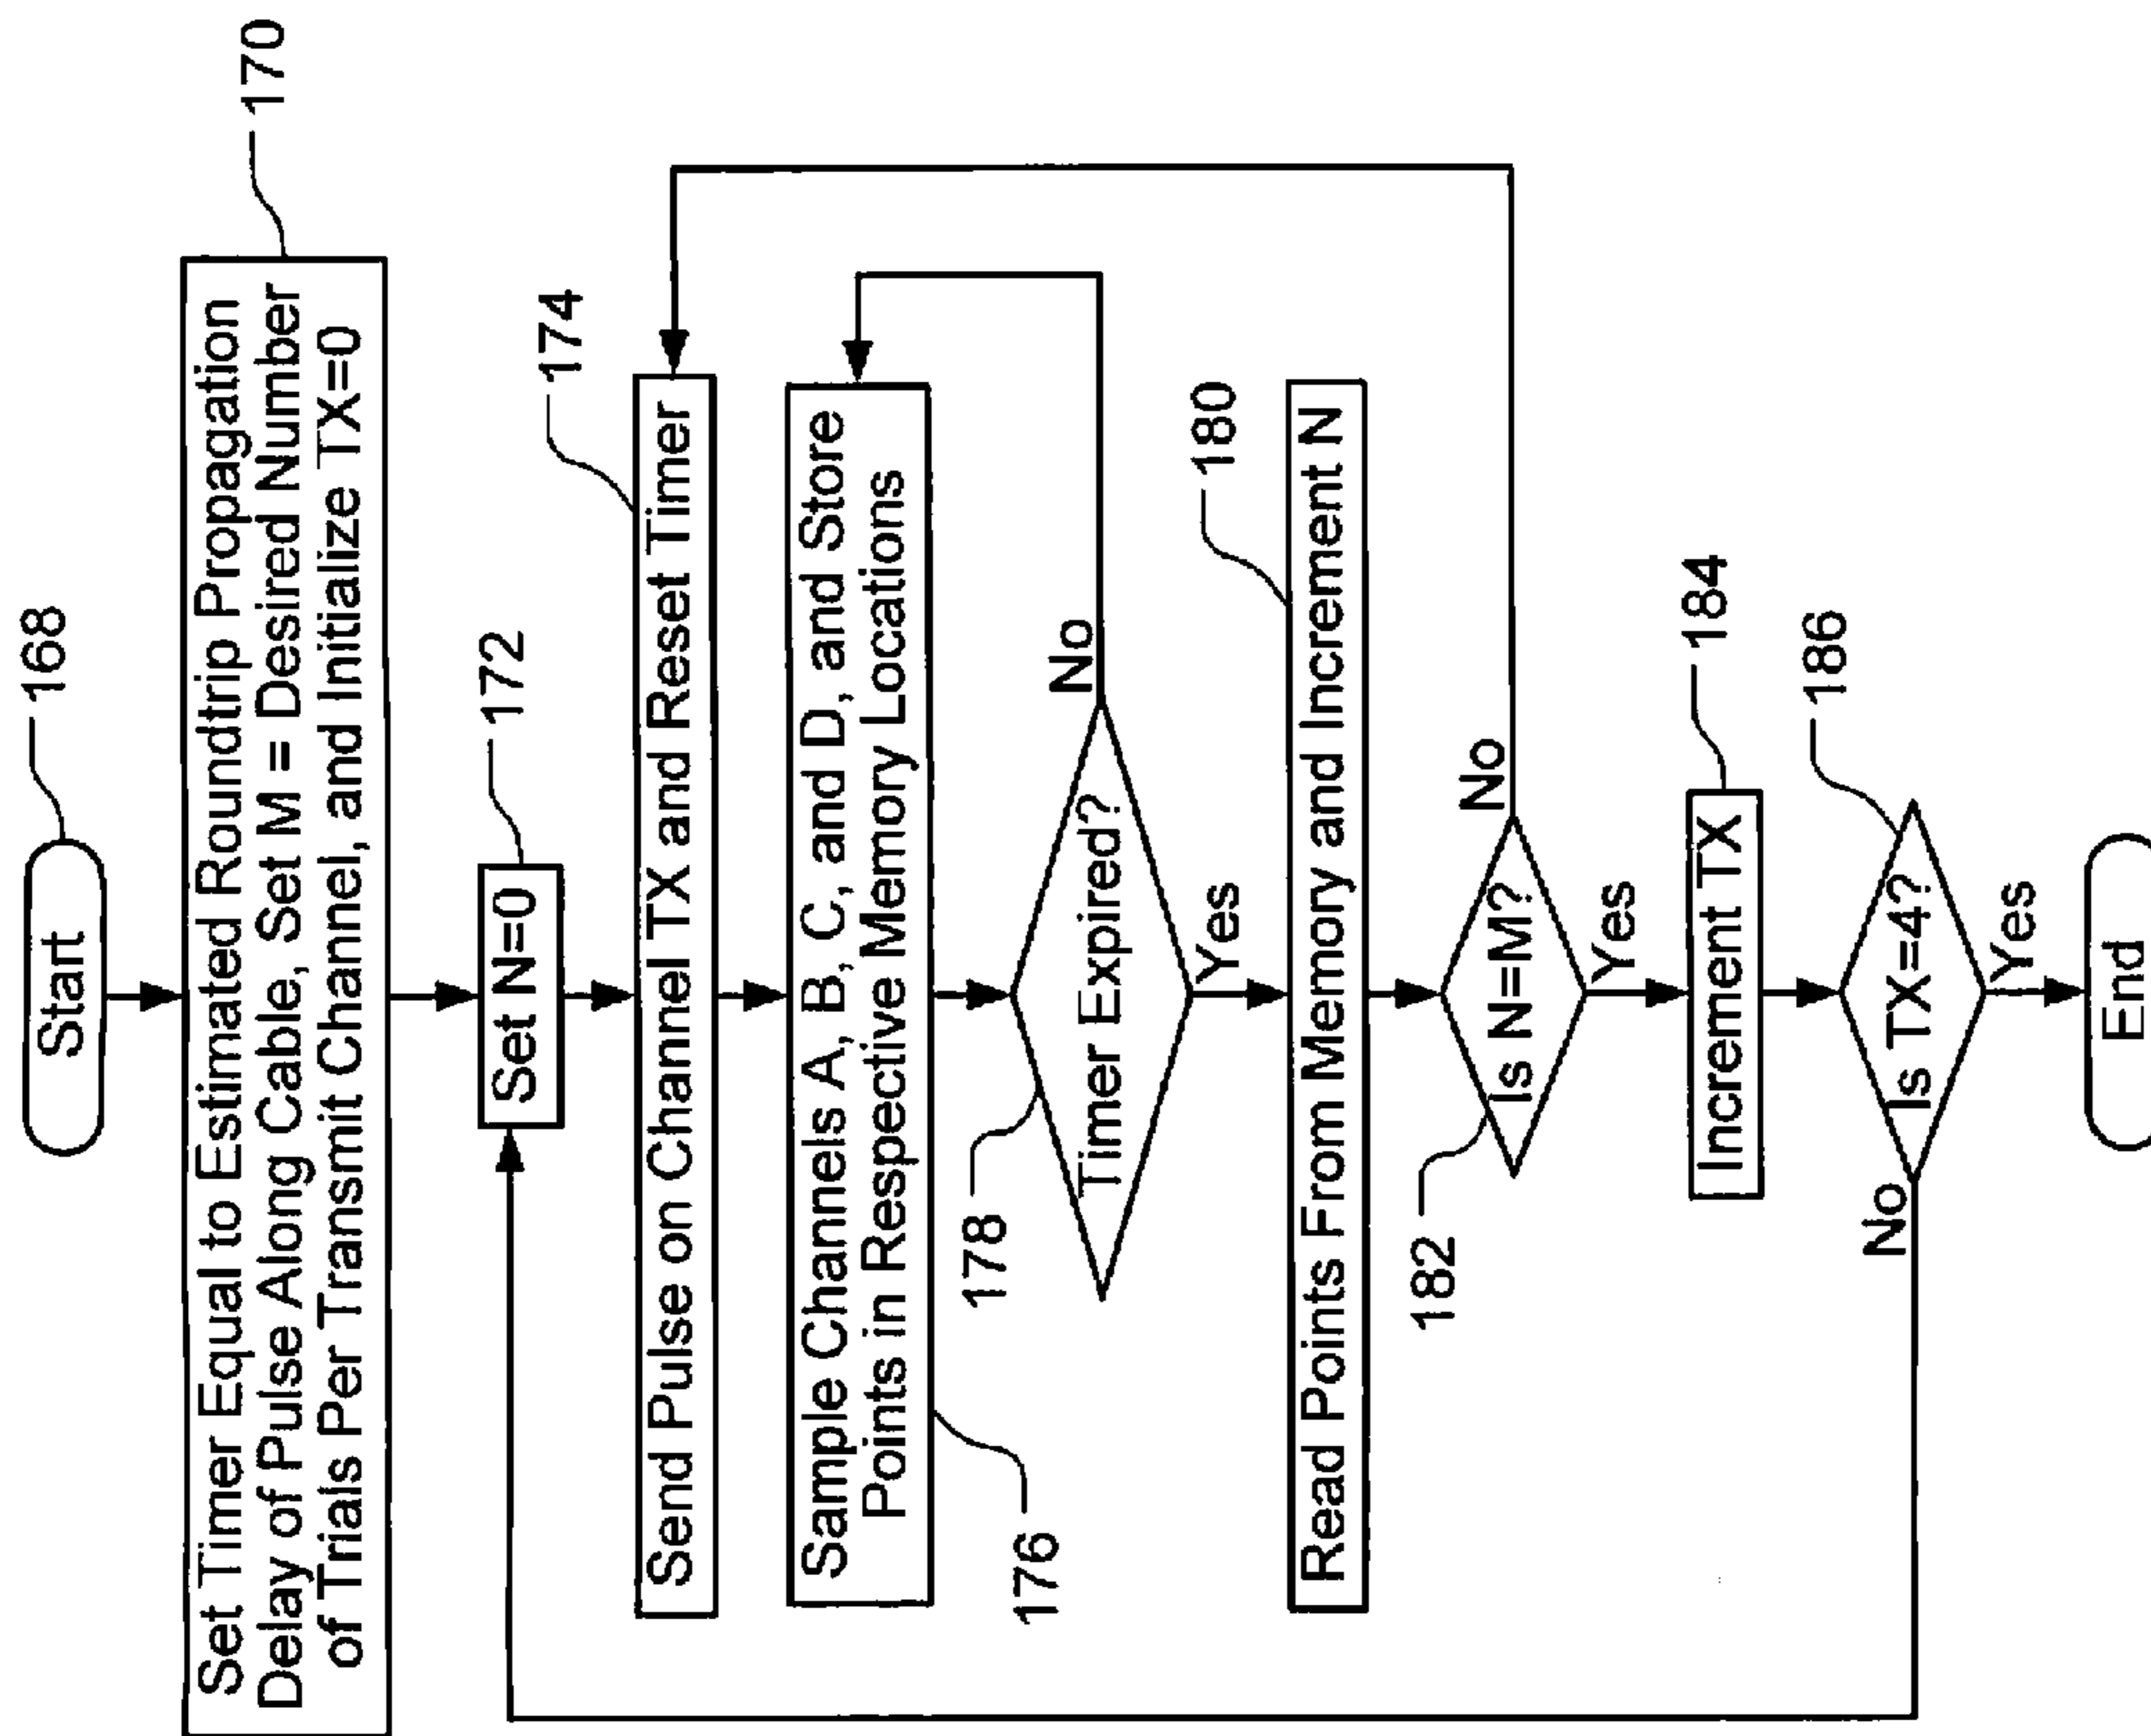 Start
168
Set Timer Equal to Estimated Roundtrip Propagation
Delay of Pulse Along Cable, Set M = Desired Number
of Trials Per Transmit Channel, and Initialize TX=0
170
Set N=0
172
Send Pulse on Channel TX and Reset Timer
174
Sample Channels A, B, C, and D, and Store
Points in Respective Memory Locations
176
Timer Expired?
178
No
Yes
Read Points From Memory and Increment N
180
Is N=M?
182
No
Yes
Increment TX
184
Is TX=4?
186
No
Yes
End